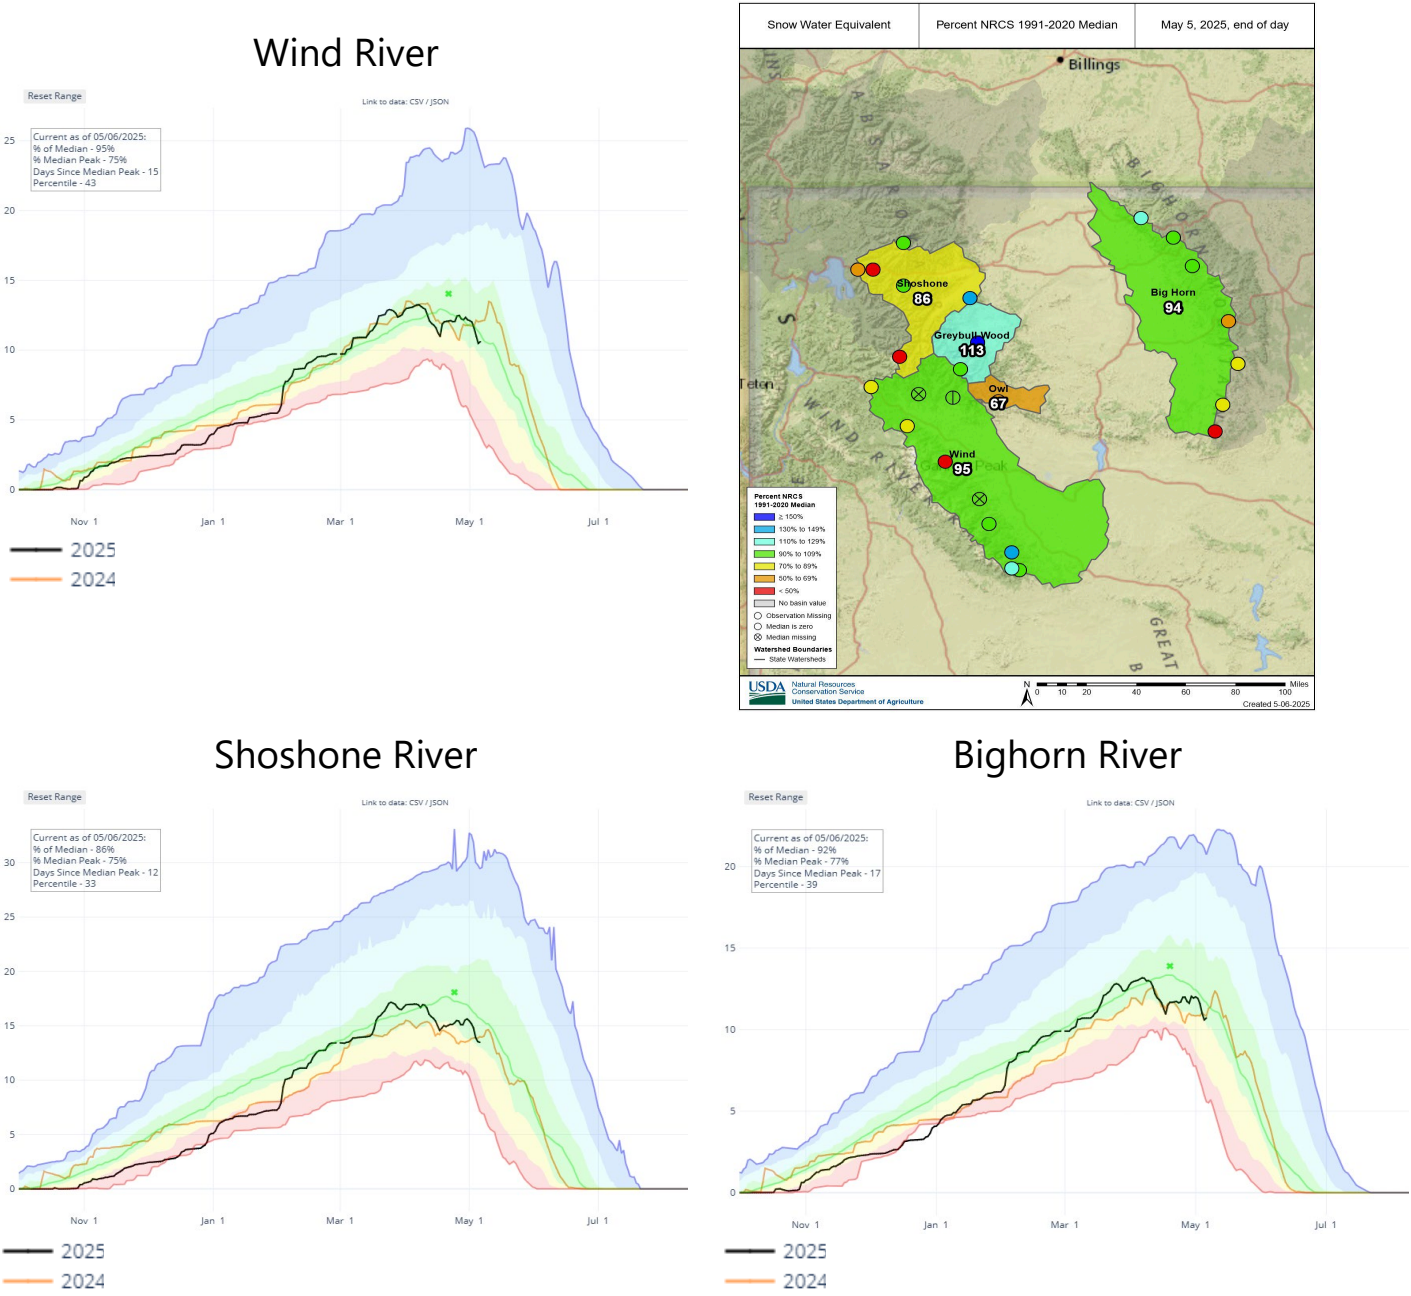 Wind River
Reset Range
Link to data: CSV / JSON
Current as of 05/06/2025:
% of Median - 95%
% Median Peak - 75%
Days Since Median Peak - 15
Percentile - 43
25
20
15
10
5
0
Nov 1
Jan 1
Mar 1
May 1
Jul 1
2025
2024
Snow Water Equivalent
Percent NRCS 1991-2020 Median
May 5, 2025, end of day
Billings
ABSAROKA
BIGHORN
Shoshone
86
Big Horn
94
Greybull Wood
113
Teten
Owl
67
WIND RIVER
Wind
95
Peak
GREAT
B
Percent NRCS
1991-2020 Median
≥ 150%
130% to 149%
110% to 129%
90% to 109%
70% to 89%
50% to 69%
< 50%
No basin value
Observation Missing
Median is zero
Median missing
Watershed Boundaries
State Watersheds
USDA
Natural Resources
Conservation Service
United States Department of Agriculture
N
Miles
0 10 20 40 60 80 100
Created 5-06-2025
Shoshone River
Reset Range
Link to data: CSV / JSON
Current as of 05/06/2025:
% of Median - 86%
% Median Peak - 75%
Days Since Median Peak - 12
Percentile - 33
30
25
20
15
10
5
0
Nov 1
Jan 1
Mar 1
May 1
Jul 1
2025
2024
Bighorn River
Reset Range
Link to data: CSV / JSON
Current as of 05/06/2025:
% of Median - 92%
% Median Peak - 77%
Days Since Median Peak - 17
Percentile - 39
20
15
10
5
0
Nov 1
Jan 1
Mar 1
May 1
Jul 1
2025
2024